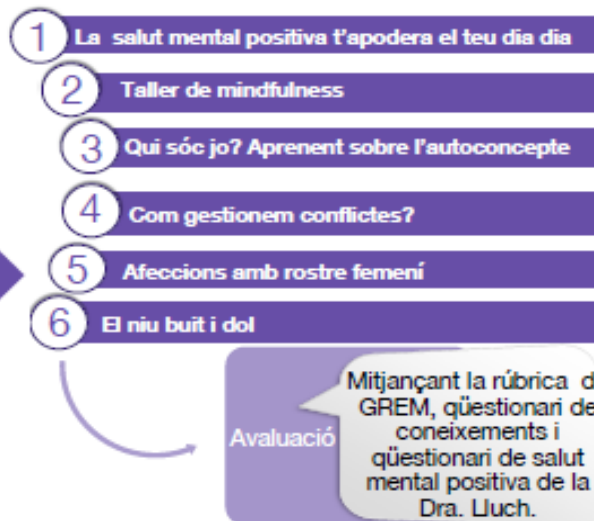 1 La salut mental positiva t'apodera el teu dia dia
2 Taller de mindfulness
3 Qui sóc jo? Aprenent sobre l'autoconcepte
4 Com gestionem conflictes?
5 Afeccions amb rostre femení
6 El niu buit i dol
Avaluació
Mitjançant la rúbrica d
GREM, qüestionari de
coneixements i
qüestionari de salut
mental positiva de la
Dra. Lluch.